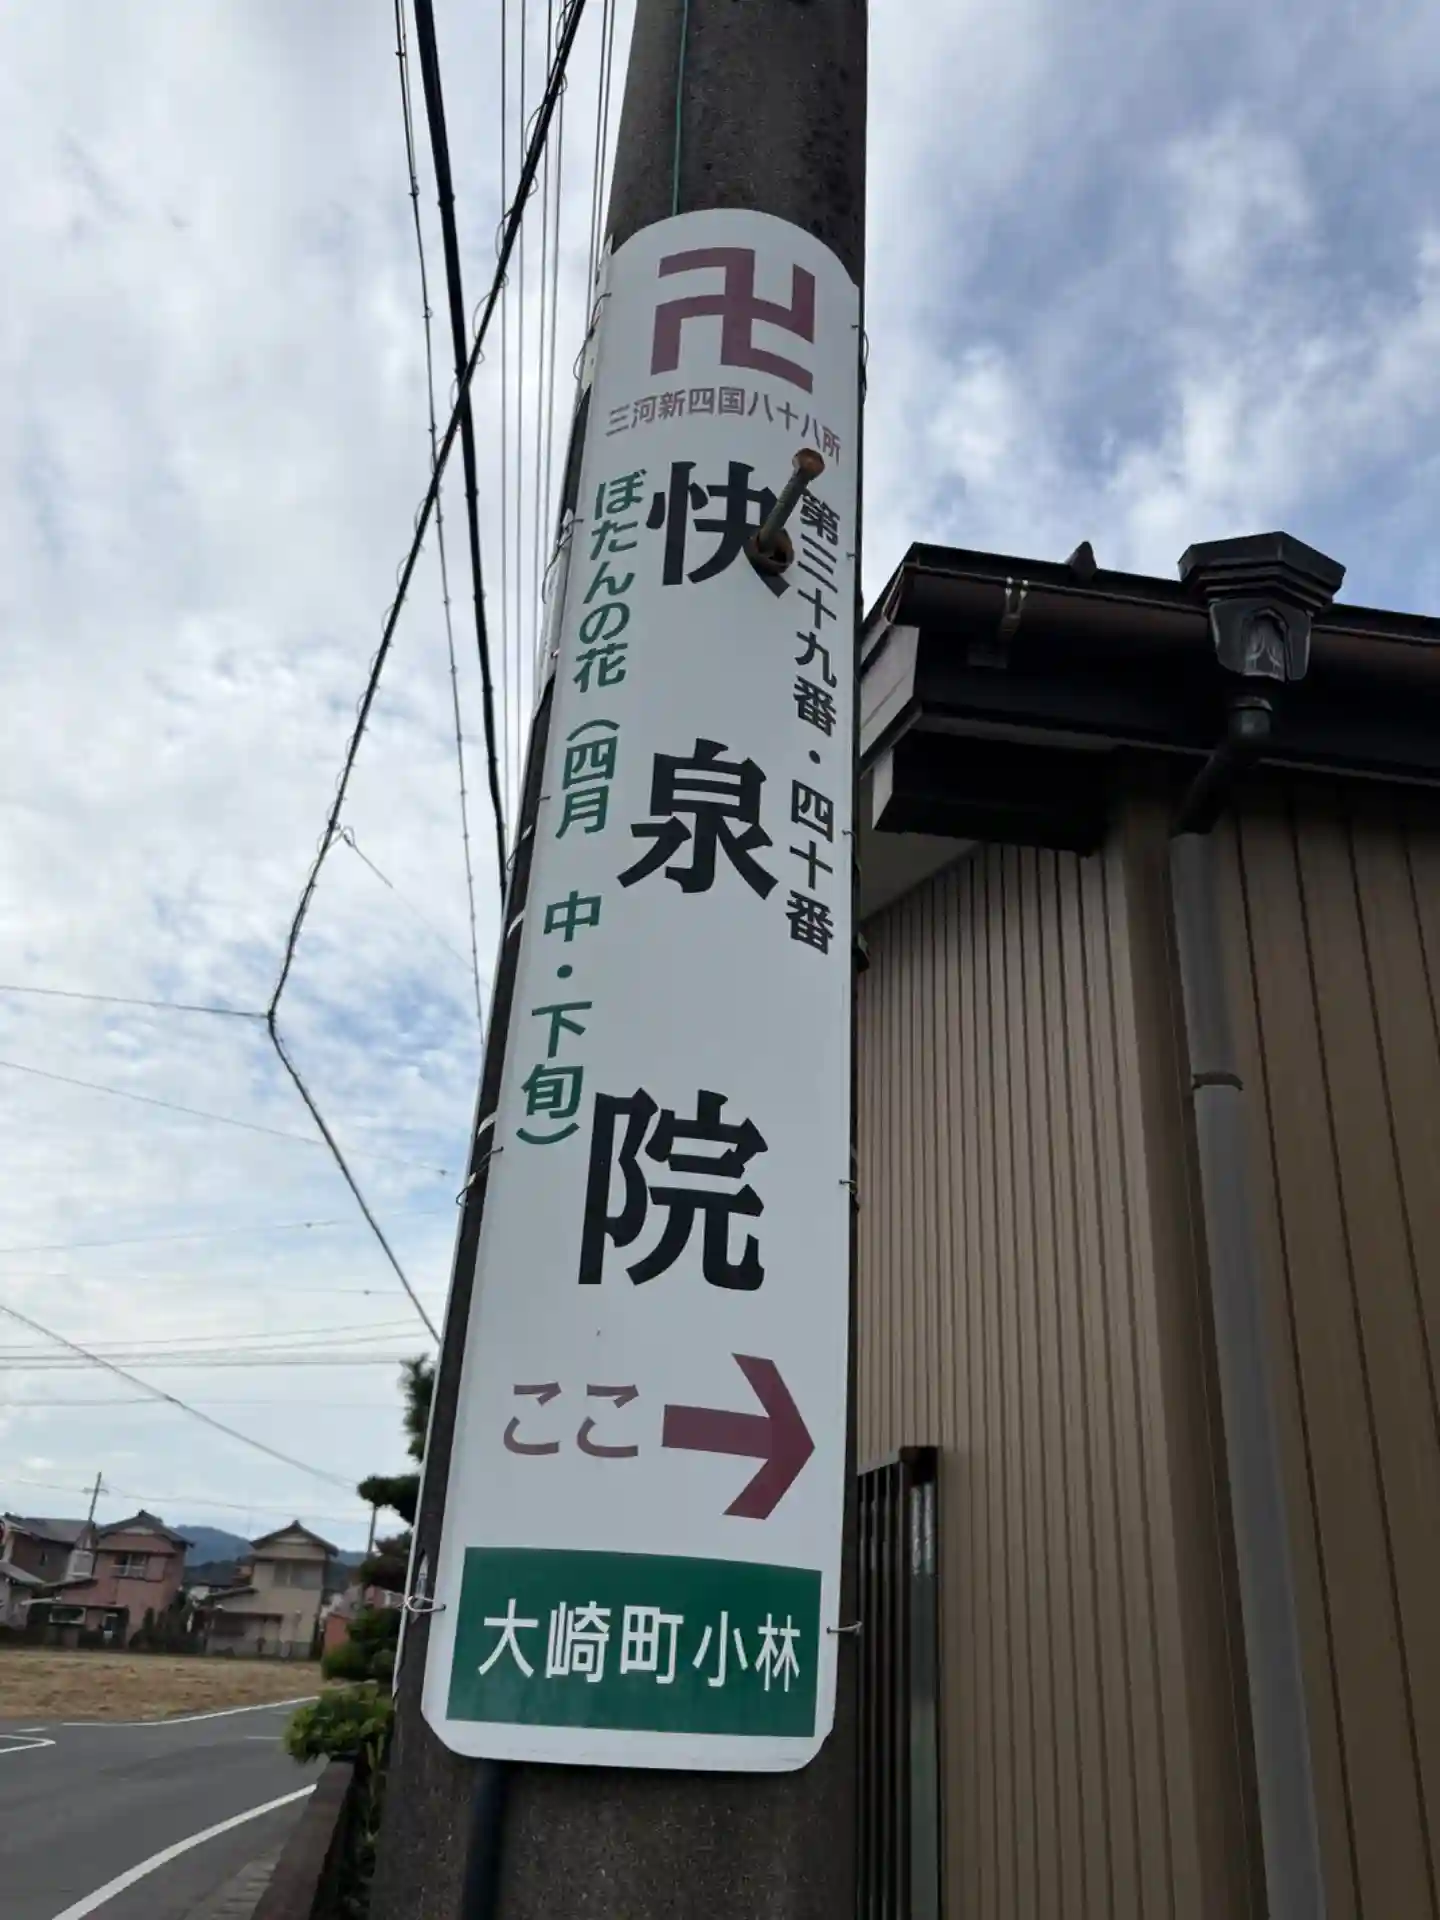 卍
三河新四国八十八所
第三十九番・四十番
快泉院
ぼたんの花（四月 中・下旬）
ここ→
大崎町小林